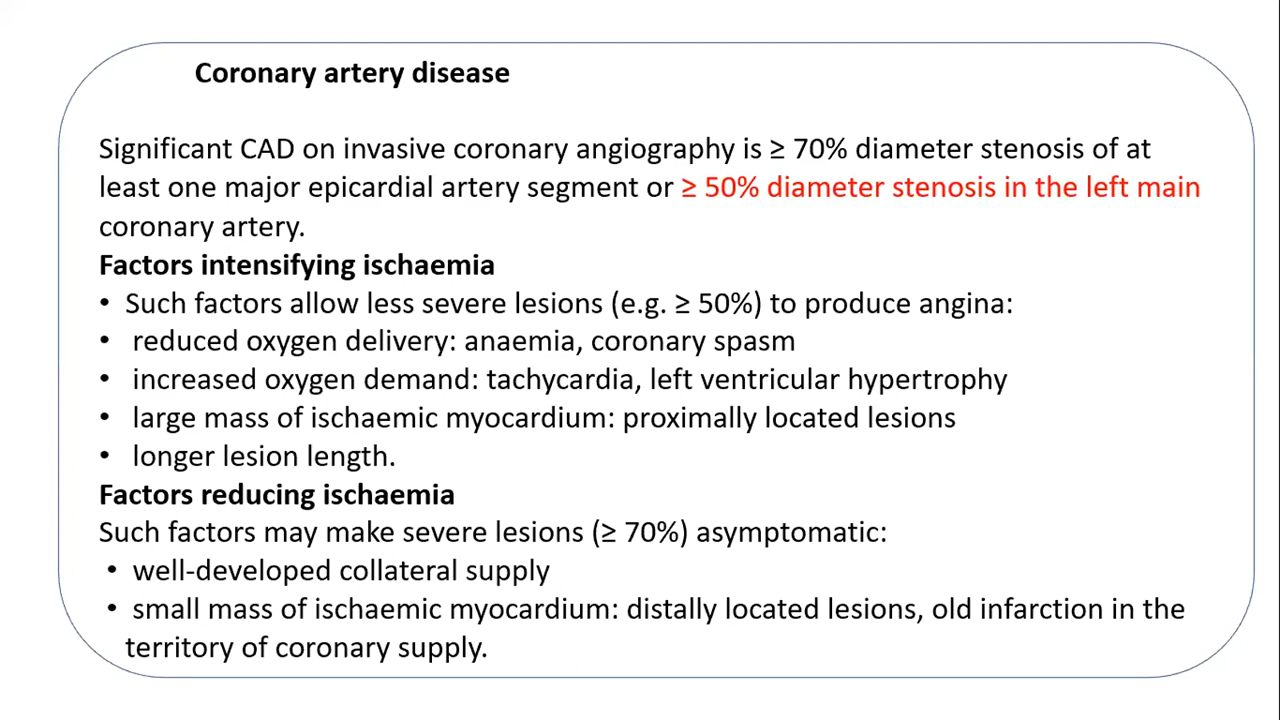 Coronary artery disease
Significant CAD on invasive coronary angiography is ≥ 70% diameter stenosis of at
least one major epicardial artery segment or ≥ 50% diameter stenosis in the left main
coronary artery.
Factors intensifying ischaemia
• Such factors allow less severe lesions (e.g. ≥ 50%) to produce angina:
• reduced oxygen delivery: anaemia, coronary spasm
• increased oxygen demand: tachycardia, left ventricular hypertrophy
• large mass of ischaemic myocardium: proximally located lesions
• longer lesion length.
Factors reducing ischaemia
Such factors may make severe lesions (≥ 70%) asymptomatic:
• well-developed collateral supply
• small mass of ischaemic myocardium: distally located lesions, old infarction in the
territory of coronary supply.